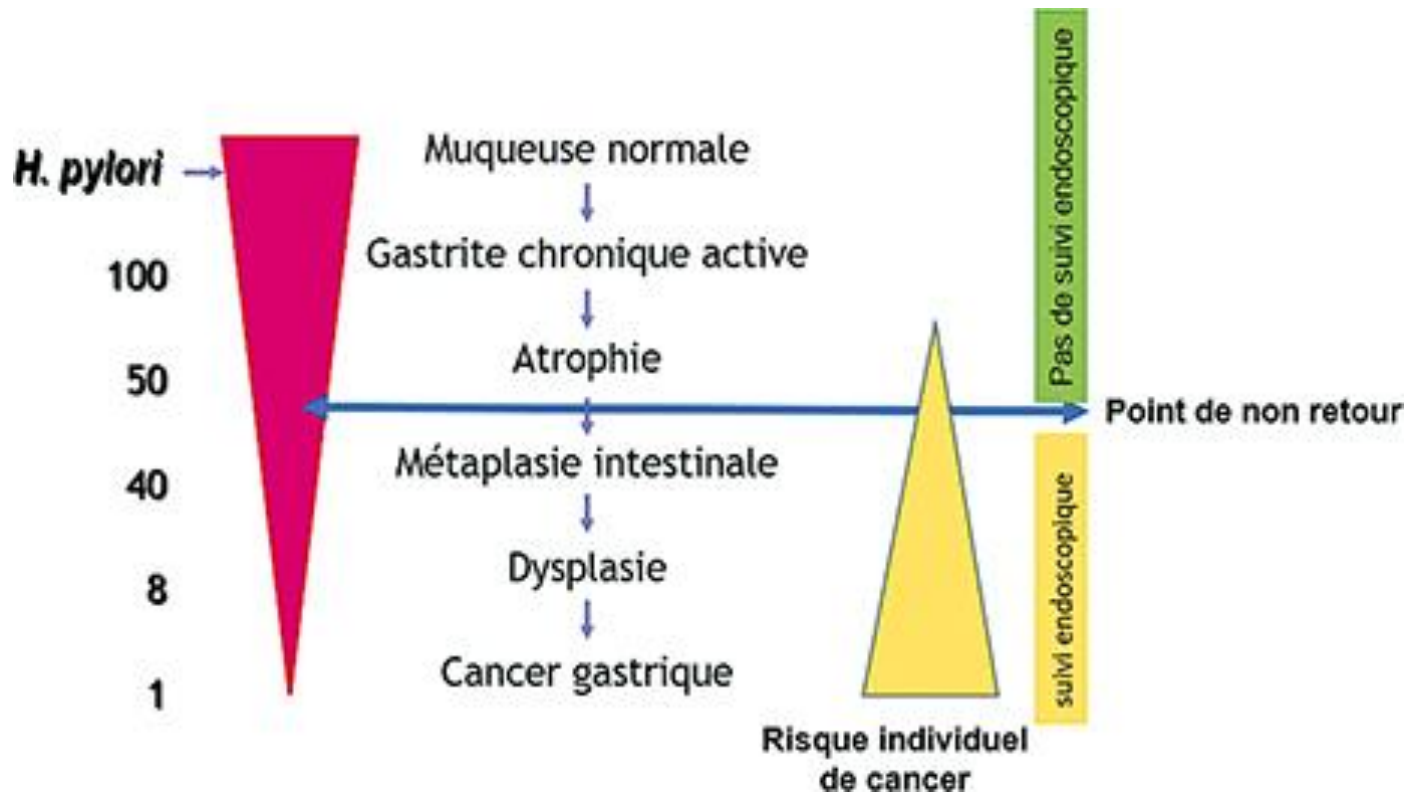 Pas de suivi endoscopique
Muqueuse normale
H. pylori
Gastrite chronique active
100
Atrophie
50
Point de non retour
Métaplasie intestinale
40
suivi endoscopique
Dysplasie
8
Cancer gastrique
1
Risque individuel
de cancer